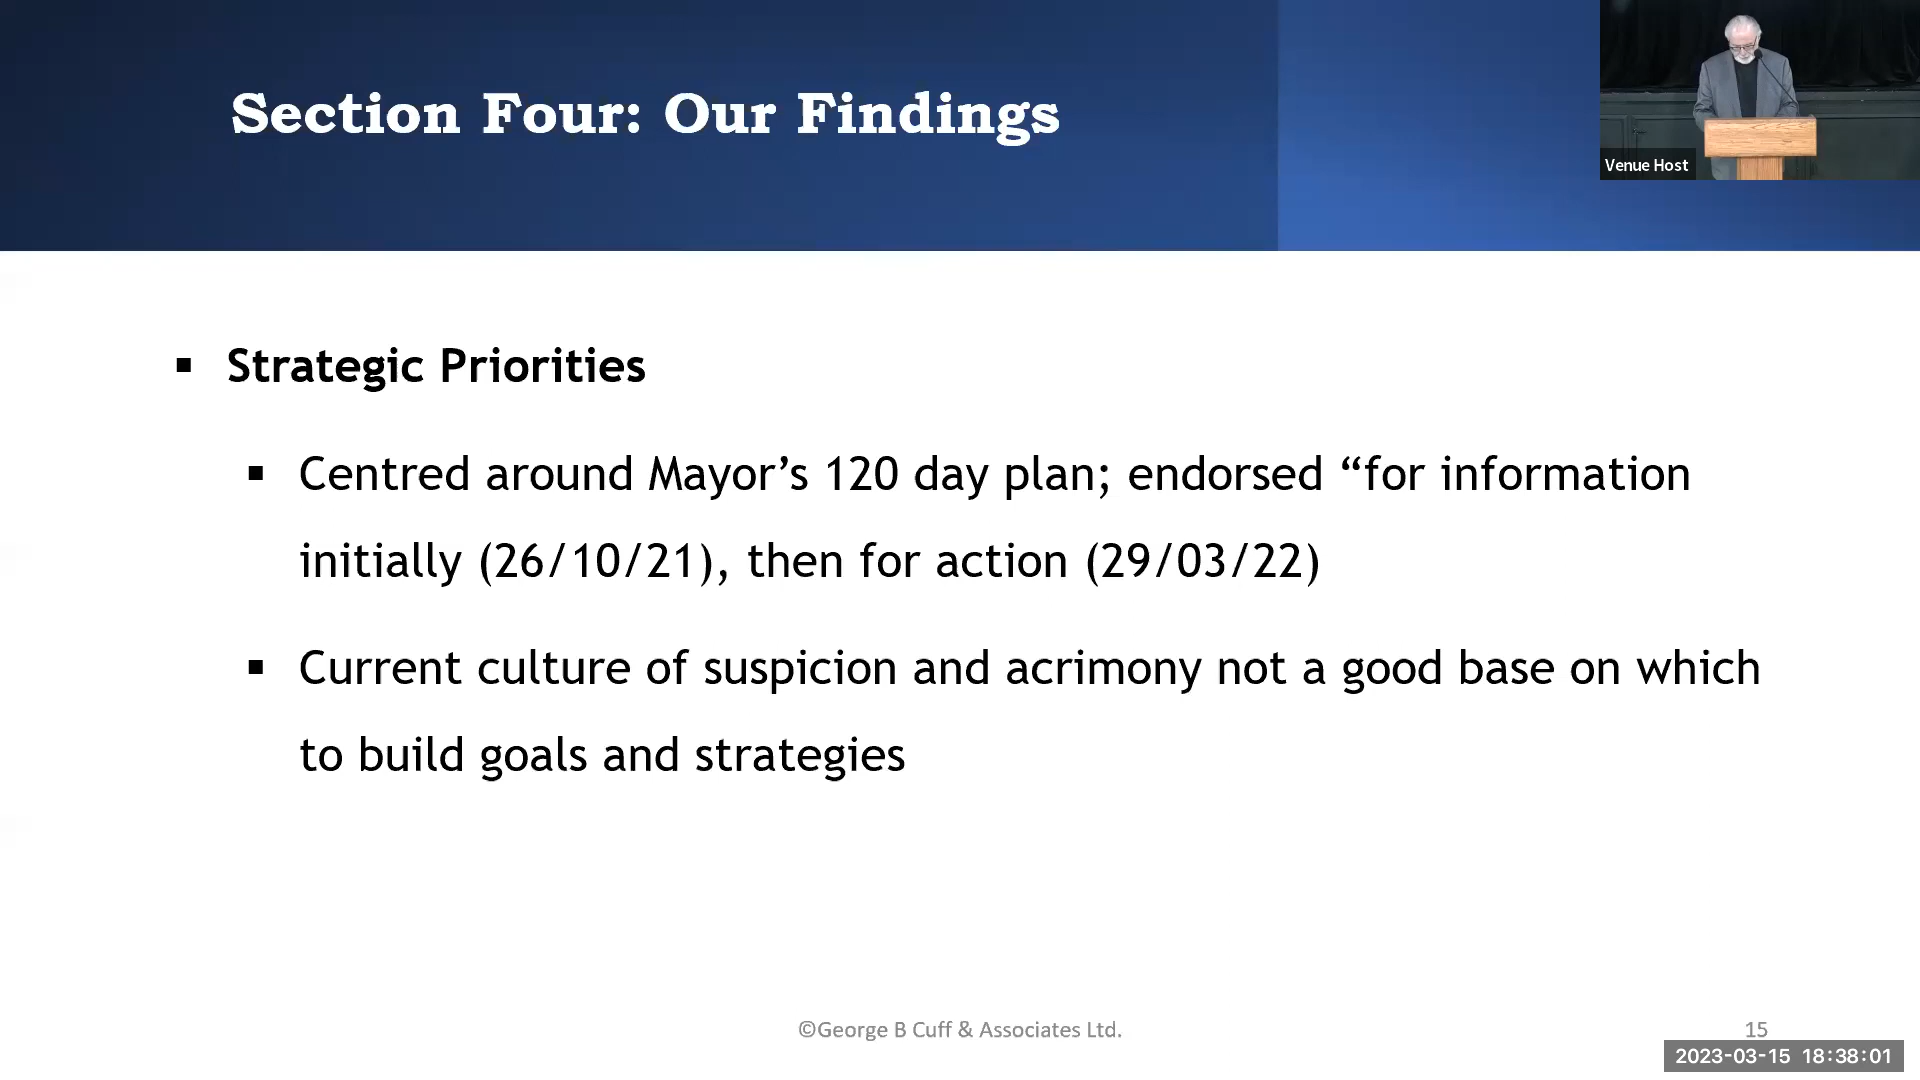 Section Four: Our Findings
Venue Host
▪ Strategic Priorities
▪ Centred around Mayor’s 120 day plan; endorsed “for information
initially (26/10/21), then for action (29/03/22)
▪ Current culture of suspicion and acrimony not a good base on which
to build goals and strategies
©George B Cuff & Associates Ltd.
15
2023-03-15 18:38:01